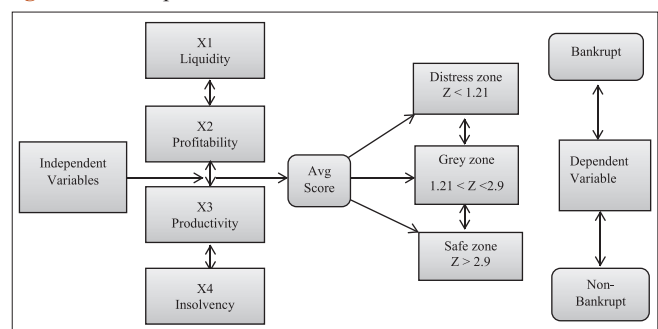 X1
Liquidity
X2
Profitability
Independent
Variables
X3
Productivity
X4
Insolvency
Avg
Score
Distress zone
Z < 1.21
Grey zone
1.21 < Z <2.9
Safe zone
Z > 2.9
Bankrupt
Dependent
Variable
Non-
Bankrupt